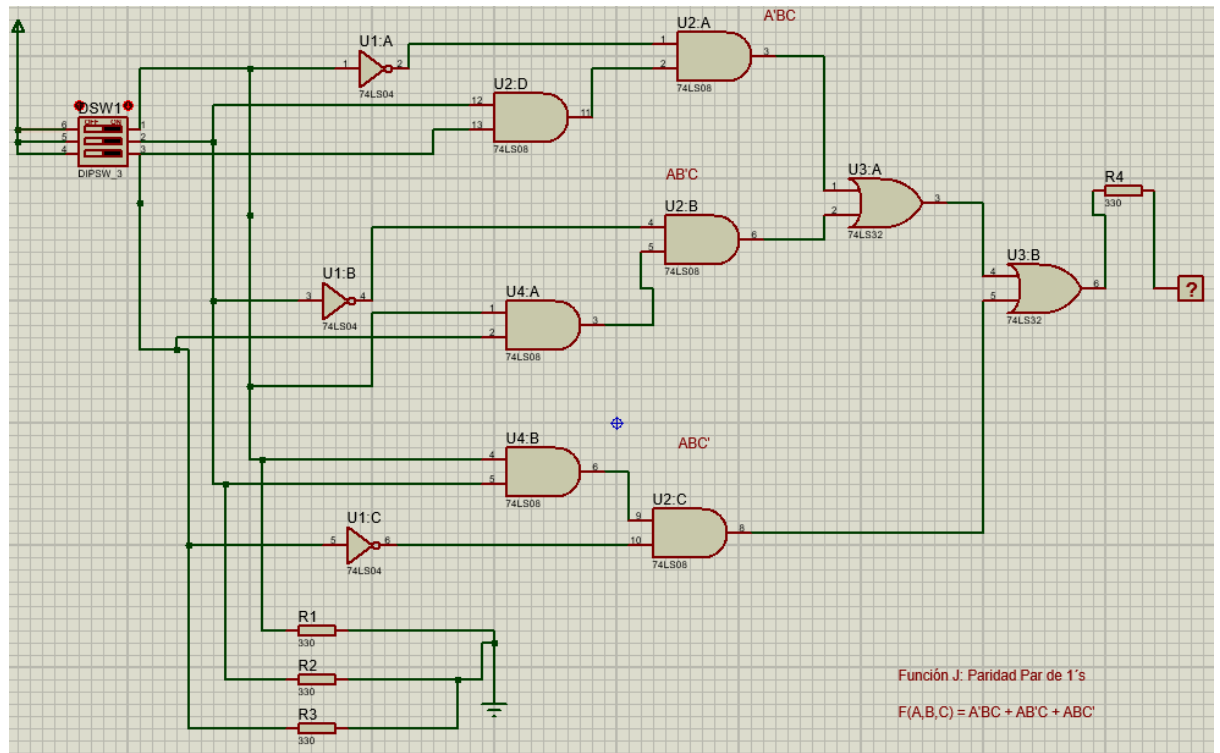 A'BC
U2:A
U1:A
1
2
1
2
3
74LS04
74LS08
U2:D
12
13
11
74LS08
DSW1
OFF ON
6
5
4
1
2
3
DIPSW_3
AB'C
U2:B
4
5
6
74LS08
U3:A
1
2
3
74LS32
R4
330
U3:B
4
5
6
74LS32
?
U1:B
3
4
74LS04
U4:A
1
2
3
74LS08
ABC'
U4:B
4
5
6
74LS08
U2:C
9
10
8
74LS08
U1:C
5
6
74LS04
R1
330
R2
330
R3
330
Función J: Paridad Par de 1´s
F(A,B,C) = A'BC + AB'C + ABC'